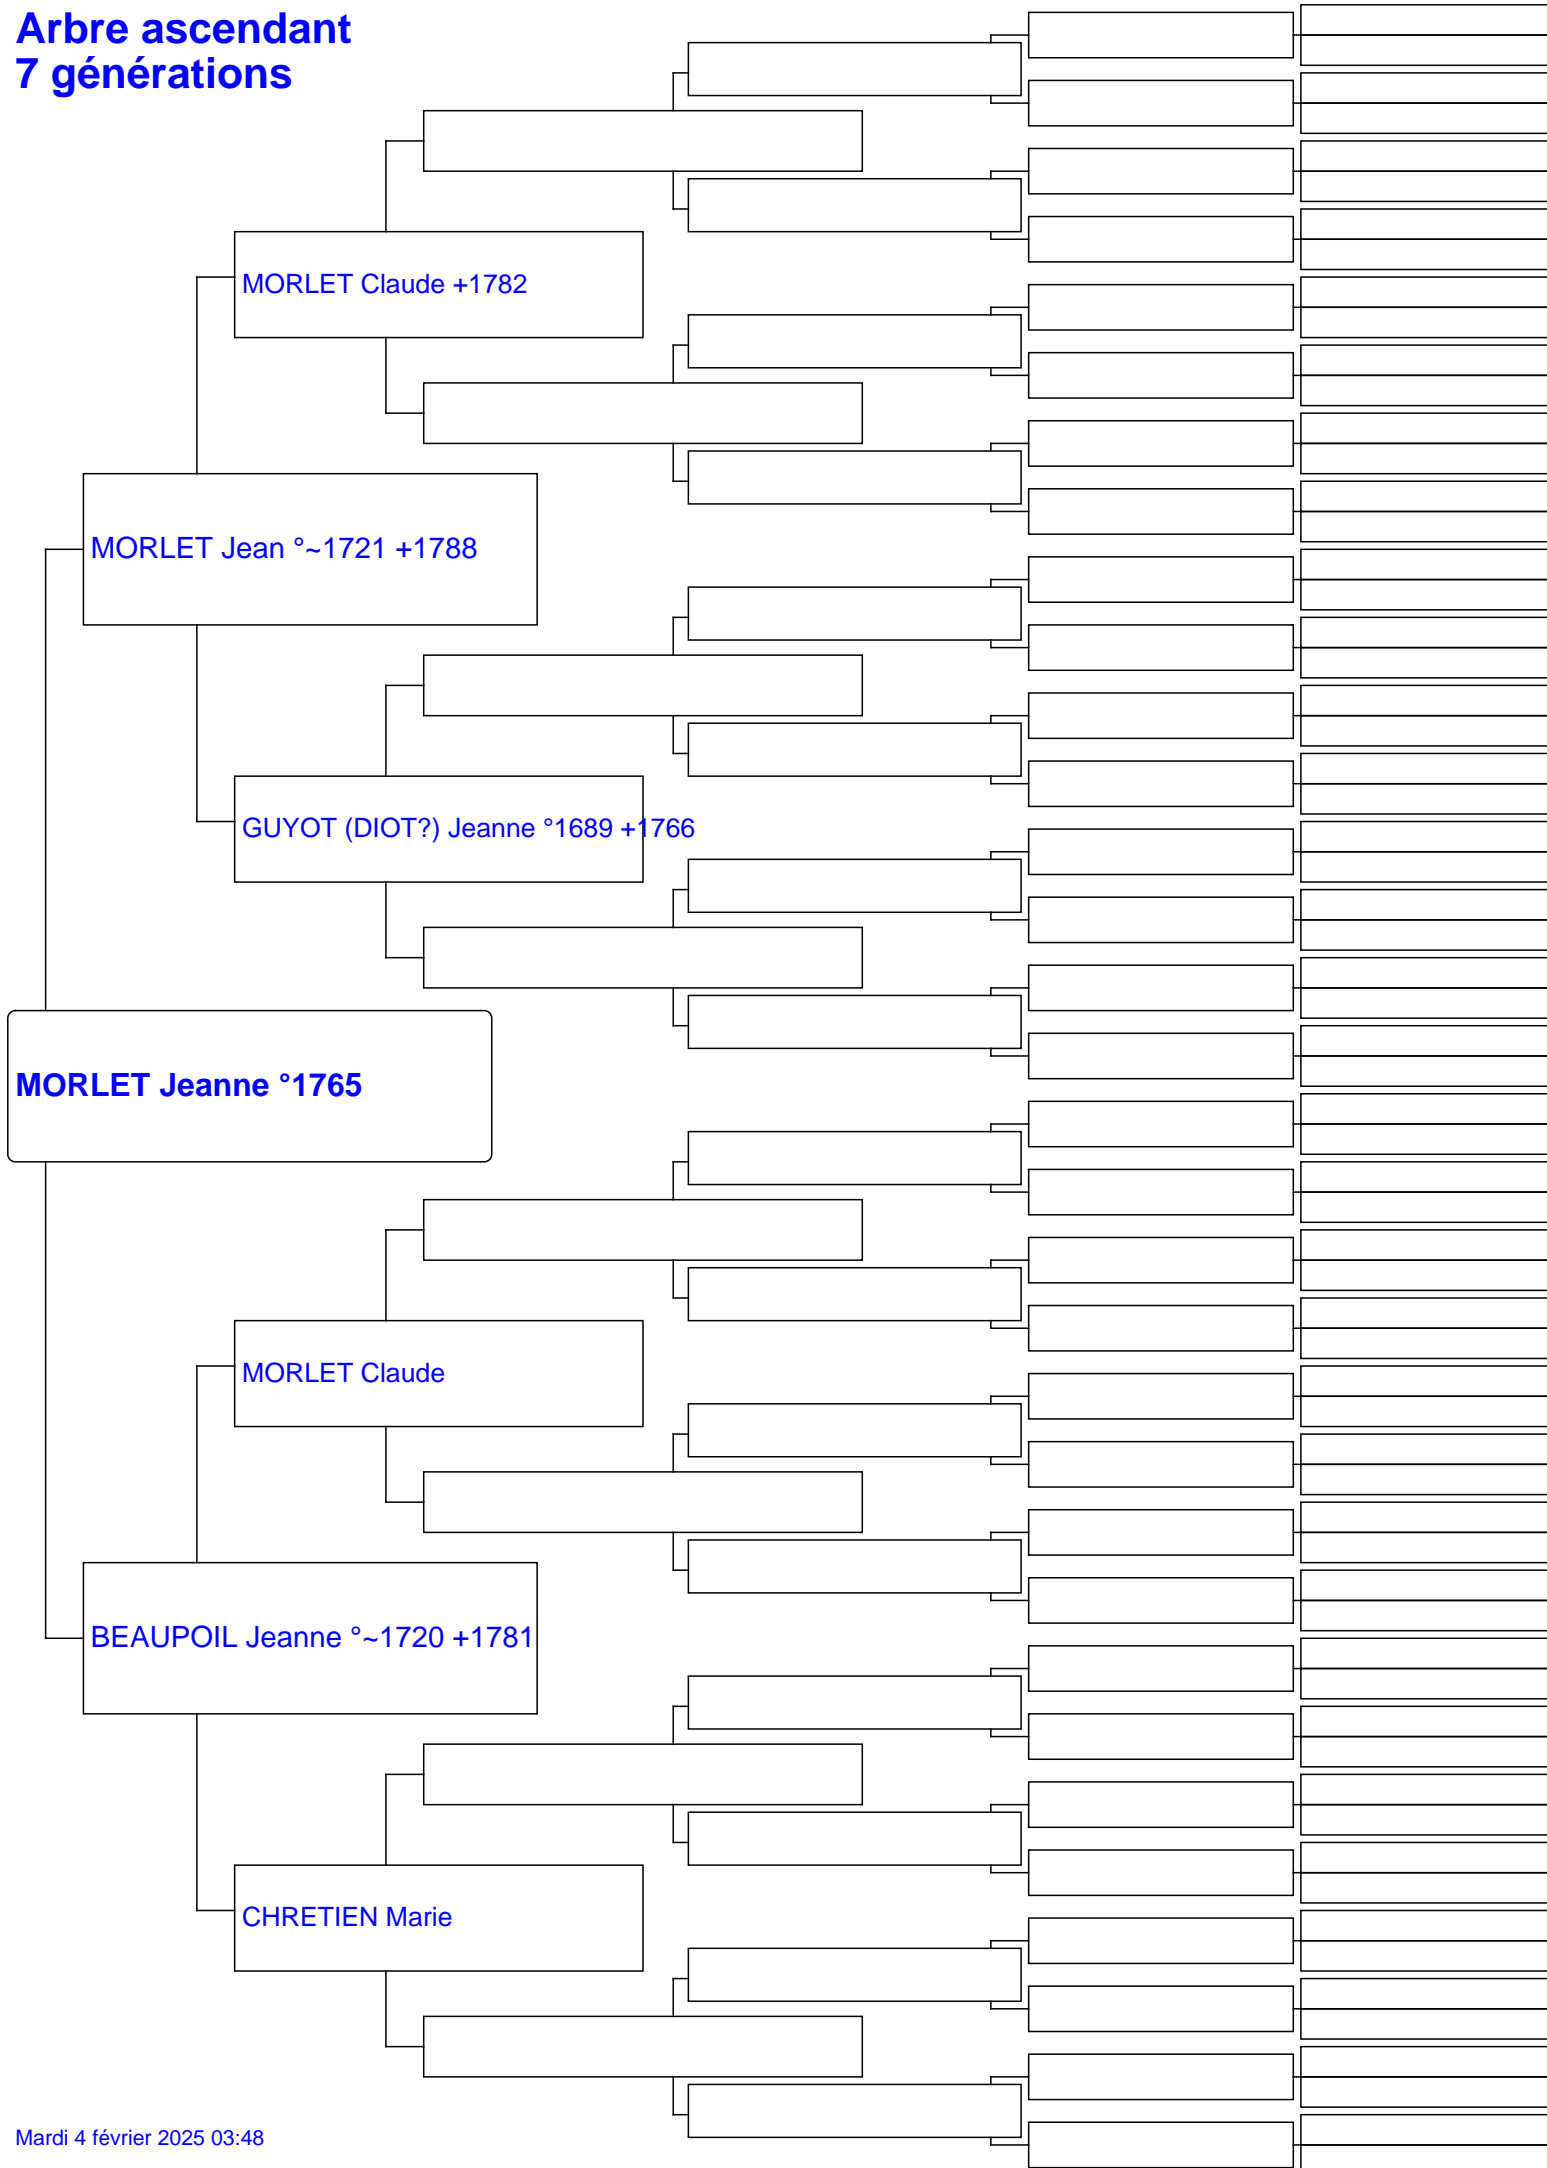 Arbre ascendant
7 générations
MORLET Claude +1782
MORLET Jean °~1721 +1788
GUYOT (DIOT?) Jeanne °1689 +1766
MORLET Jeanne °1765
MORLET Claude
BEAUPOIL Jeanne °~1720 +1781
CHRETIEN Marie
Mardi 4 février 2025 03:48